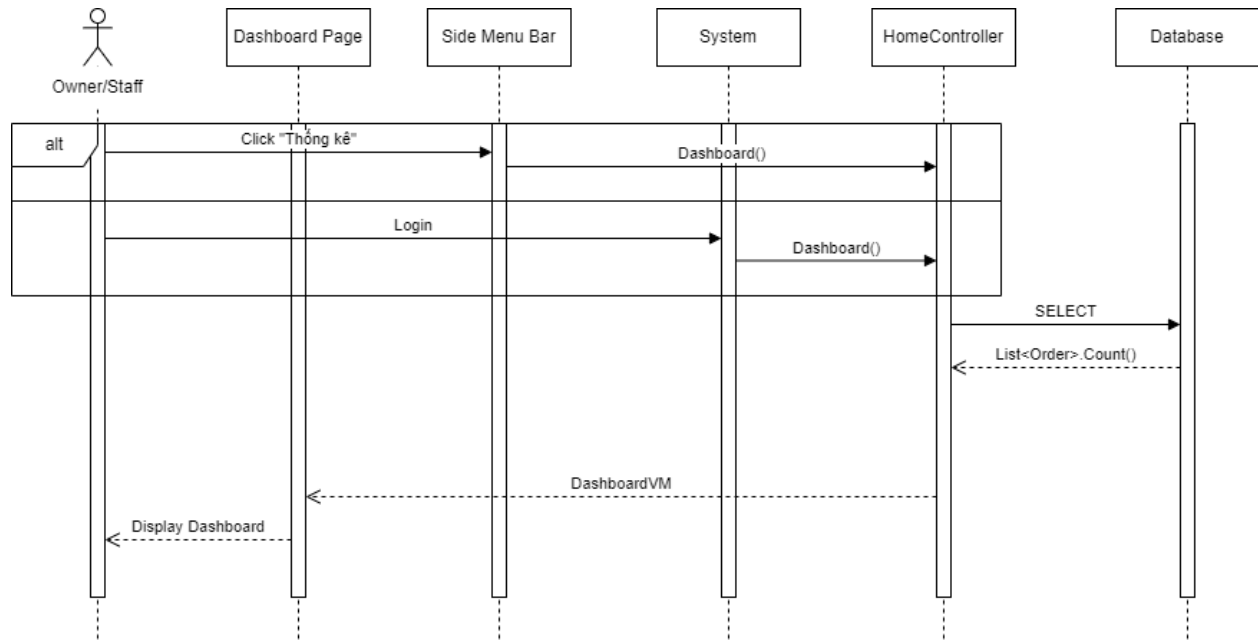 Owner/Staff
Dashboard Page
Side Menu Bar
System
HomeController
Database
alt
Click "Thống kê"
Dashboard()
Login
Dashboard()
SELECT
List<Order>.Count()
DashboardVM
Display Dashboard